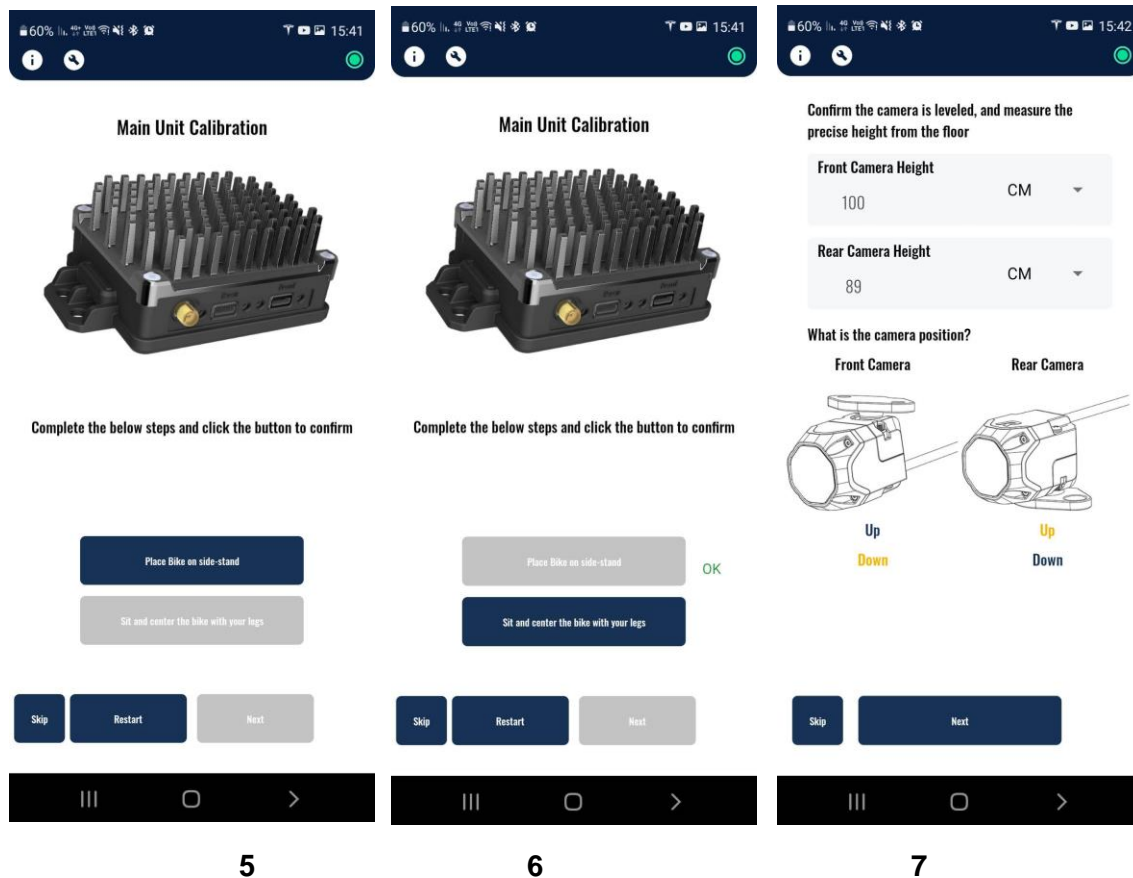 60% 15:41
Main Unit Calibration
Complete the below steps and click the button to confirm
Place Bike on side-stand
Sit and center the bike with your legs
Skip Restart Next
5
60% 15:41
Main Unit Calibration
Complete the below steps and click the button to confirm
Place Bike on side-stand OK
Sit and center the bike with your legs
Skip Restart Next
6
60% 15:42
Confirm the camera is leveled, and measure the
precise height from the floor
Front Camera Height
100 CM
Rear Camera Height
89 CM
What is the camera position?
Front Camera Rear Camera
Up Up
Down Down
Skip Next
7